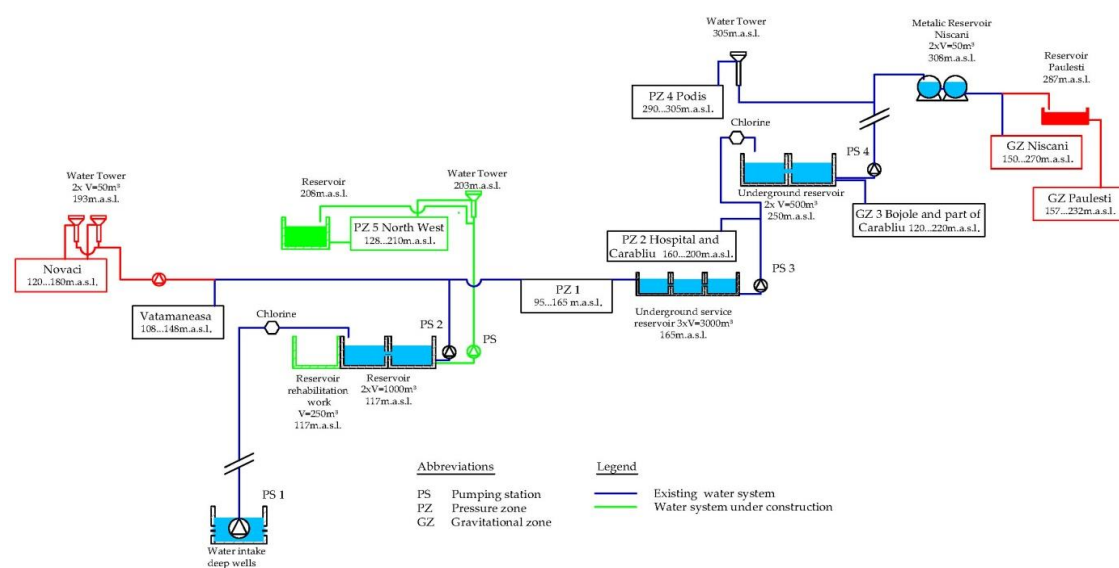 Water Tower
305m.a.s.l.
Metalic Reservoir
Niscani
2xV=50m³
308m.a.s.l.
Reservoir
Paulesti
287m.a.s.l.
PZ 4 Podis
290...305m.a.s.l.
Chlorine
PS 4
GZ Niscani
150...270m.a.s.l.
Underground reservoir
2x V=500m³
250m.a.s.l.
GZ Paulesti
157...232m.a.s.l.
GZ 3 Bojole and part of
Carabliu 120...220m.a.s.l.
Water Tower
2x V=50m³
193m.a.s.l.
Reservoir
208m.a.s.l.
Water Tower
203m.a.s.l.
PZ 5 North West
128...210m.a.s.l.
PZ 2 Hospital and
Carabliu 160...200m.a.s.l.
Novaci
120...180m.a.s.l.
PS 3
PZ 1
95...165 m.a.s.l.
Vatamaneasa
108...148m.a.s.l.
Underground service
reservoir 3xV=3000m³
165m.a.s.l.
Chlorine
PS 2
PS
Reservoir
rehabilitation
work
V=250m³
117m.a.s.l.
Reservoir
2xV=1000m³
117m.a.s.l.
PS 1
Water intake
deep wells
Abbreviations
PS Pumping station
PZ Pressure zone
GZ Gravitational zone
Legend
Existing water system
Water system under construction